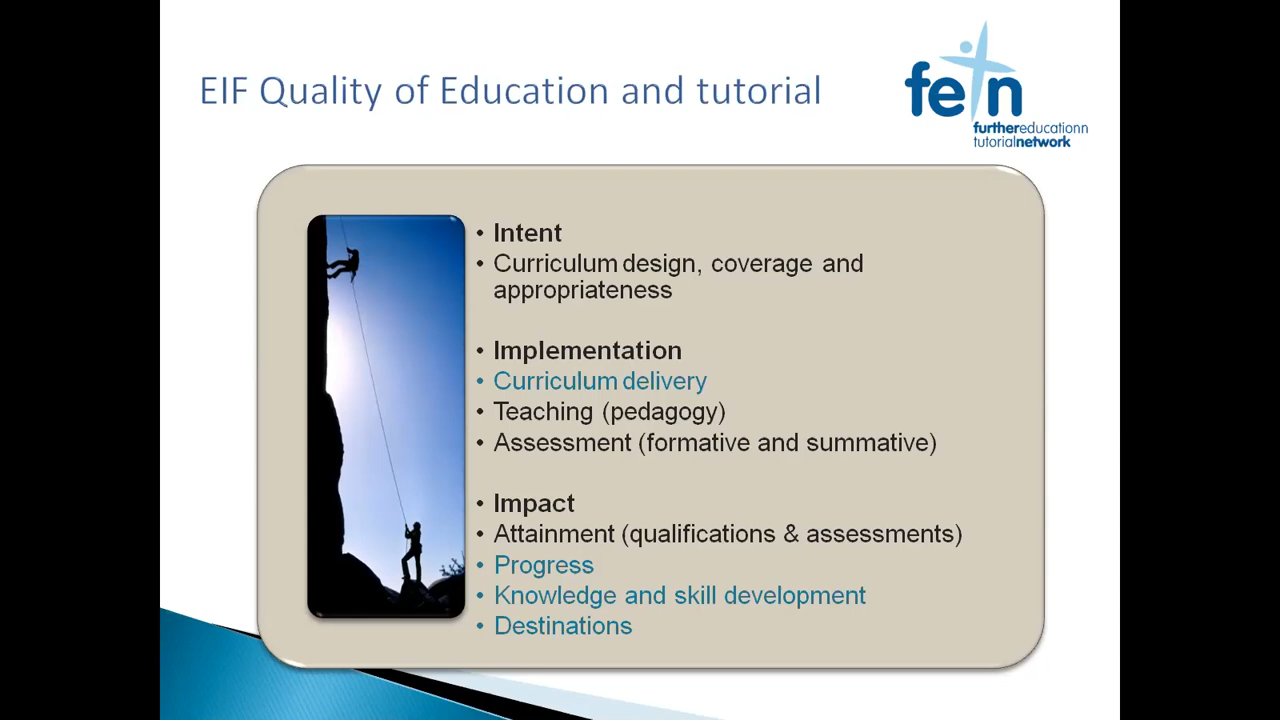 EIF Quality of Education and tutorial
fetn
furthereducationn
tutorialnetwork
• Intent
• Curriculum design, coverage and
appropriateness
• Implementation
• Curriculum delivery
• Teaching (pedagogy)
• Assessment (formative and summative)
• Impact
• Attainment (qualifications & assessments)
• Progress
• Knowledge and skill development
• Destinations